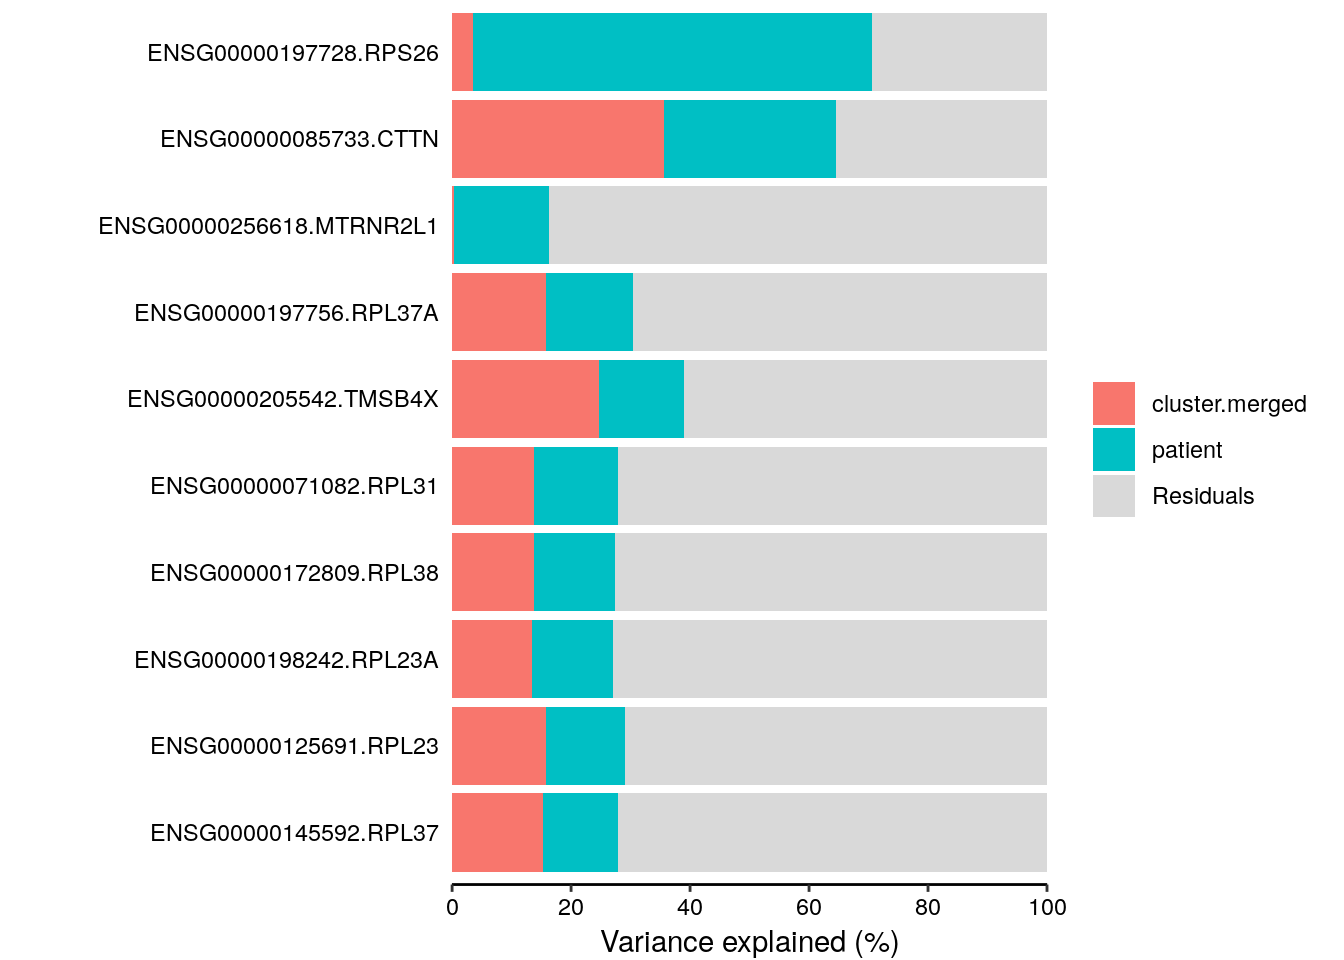 ENSG00000197728.RPS26
ENSG00000085733.CTTN
ENSG00000256618.MTRNR2L1
ENSG00000197756.RPL37A
ENSG00000205542.TMSB4X
ENSG00000071082.RPL31
ENSG00000172809.RPL38
ENSG00000198242.RPL23A
ENSG00000125691.RPL23
ENSG00000145592.RPL37
0 20 40 60 80 100
Variance explained (%)
cluster.merged
patient
Residuals